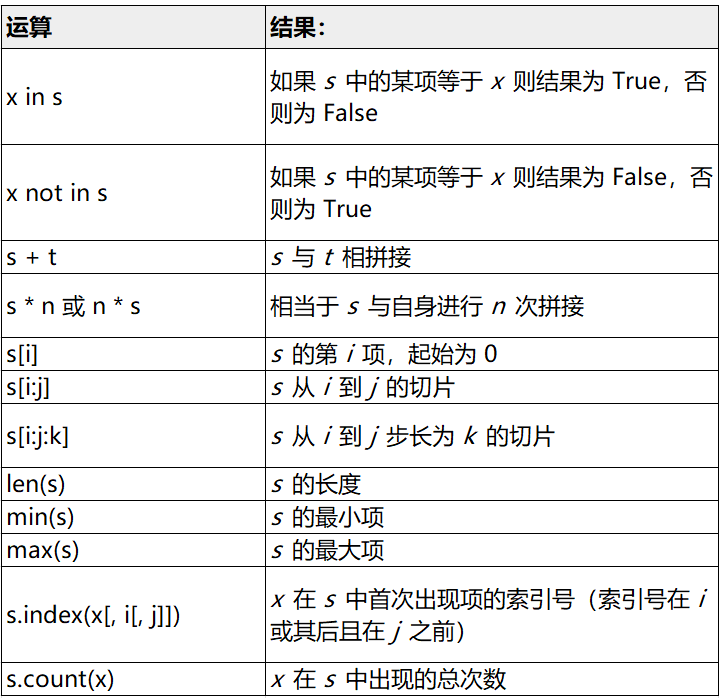 运算 结果：
x in s
如果 s 中的某项等于 x 则结果为 True，否
则为 False
x not in s
如果 s 中的某项等于 x 则结果为 False，否
则为 True
s + t
s 与 t 相拼接
s * n 或 n * s
相当于 s 与自身进行 n 次拼接
s[i]
s 的第 i 项，起始为 0
s[i:j]
s 从 i 到 j 的切片
s[i:j:k]
s 从 i 到 j 步长为 k 的切片
len(s)
s 的长度
min(s)
s 的最小项
max(s)
s 的最大项
s.index(x[, i[, j]])
x 在 s 中首次出现项的索引号（索引号在 i
或其后且在 j 之前）
s.count(x)
x 在 s 中出现的总次数